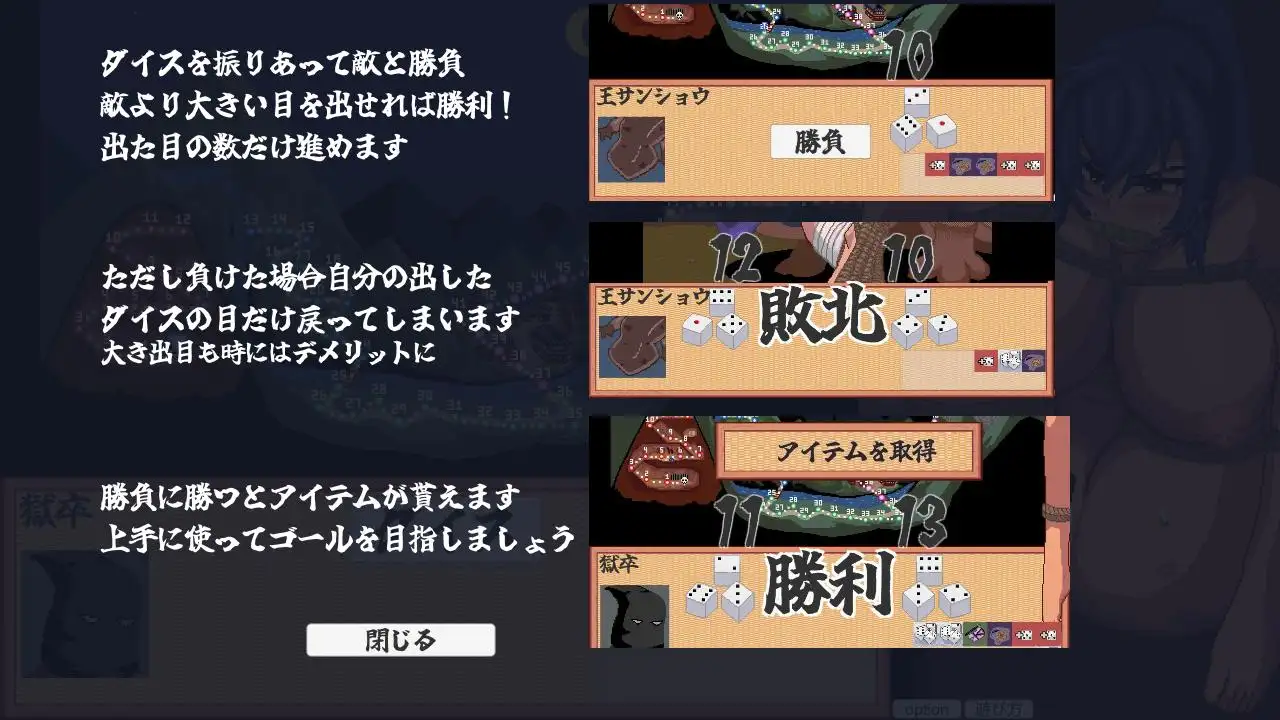 ダイスを振りあって敵と勝負
敵より大きい目を出せれば勝利！
出た目の数だけ進めます
10
王サンショウ
勝負
ただし負けた場合自分の出した
ダイスの目だけ戻ってしまいます
大き出目も時にはデメリットに
12
10
王サンショウ
敗北
勝負に勝つとアイテムが貰えます
上手に使ってゴールを目指しましょう
アイテムを取得
11
13
獄卒
勝利
閉じる
獄卒
option
遊び方